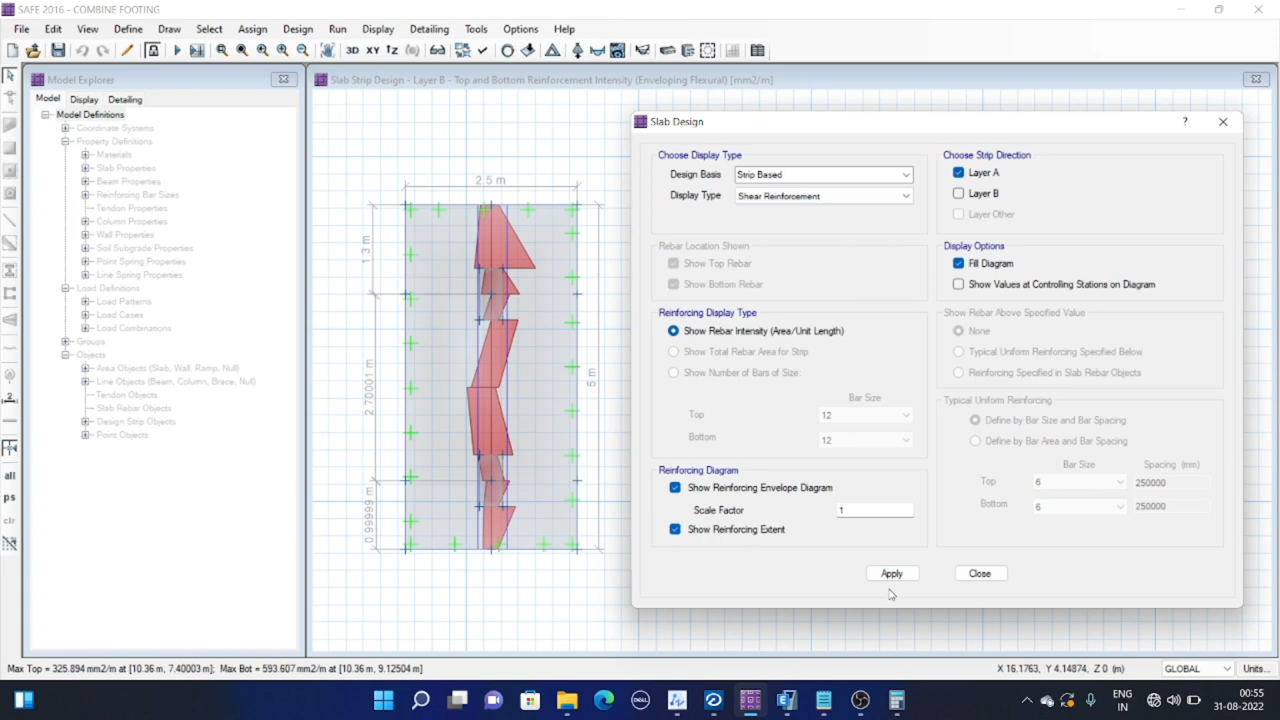 SAFE 2016 - COMBINE FOOTING
File Edit View Define Draw Select Assign Design Run Display Detailing Tools Options Help
3D XY
Model Explorer
Model Display Detailing
Model Definitions
Coordinate Systems
Property Definitions
Materials
Slab Properties
Beam Properties
Reinforcing Bar Sizes
Tendon Properties
Column Properties
Wall Properties
Soil Subgrade Properties
Point Spring Properties
Line Spring Properties
Load Definitions
Load Patterns
Load Cases
Load Combinations
Groups
Objects
Area Objects (Slab, Wall, Ramp, Null)
Line Objects (Beam, Column, Brace, Null)
Tendon Objects
Slab Rebar Objects
Design Strip Objects
Point Objects
all
ps
clr
Slab Strip Design - Layer B - Top and Bottom Reinforcement Intensity (Enveloping Flexural) [mm2/m]
2.5 m
1.3 m
2.70001 m
5 m
0.99999 m
Slab Design ?
Choose Display Type
Design Basis Strip Based
Display Type Shear Reinforcement
Rebar Location Shown
Show Top Rebar
Show Bottom Rebar
Reinforcing Display Type
Show Rebar Intensity (Area/Unit Length)
Show Total Rebar Area for Strip
Show Number of Bars of Size:
Bar Size
Top 12
Bottom 12
Reinforcing Diagram
Show Reinforcing Envelope Diagram
Scale Factor 1
Show Reinforcing Extent
Choose Strip Direction
Layer A
Layer B
Layer Other
Display Options
Fill Diagram
Show Values at Controlling Stations on Diagram
Show Rebar Above Specified Value
None
Typical Uniform Reinforcing Specified Below
Reinforcing Specified in Slab Rebar Objects
Typical Uniform Reinforcing
Define by Bar Size and Bar Spacing
Define by Bar Area and Bar Spacing
Bar Size Spacing (mm)
Top 6 250000
Bottom 6 250000
Apply Close
Max Top = 325.894 mm2/m at [10.36 m, 7.40003 m]; Max Bot = 593.607 mm2/m at [10.36 m, 9.12504 m] X 16.1763, Y 4.14874, Z 0 (m) GLOBAL Units...
DELL
ENG
IN
00:55
31-08-2022